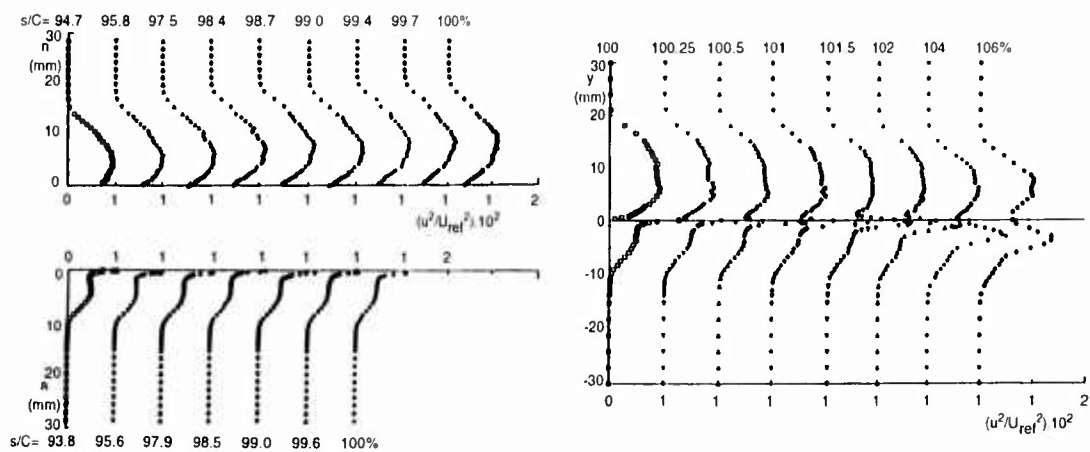 s/C= 94.7 95.8 97.5 98.4 98.7 99.0 99.4 99.7 100%
30
n
(mm)
20
10
0
0 1 1 1 1 1 1 1 1 1 2
(u²/U_ref²).10²
0 1 1 1 1 1 1 1 2
0
10
20
n
(mm)
30
s/C= 93.8 95.6 97.9 98.5 99.0 99.6 100%
100 100.25 100.5 101 101.5 102 104 106%
30
y
(mm)
20
10
0
-10
-20
-30
0 1 1 1 1 1 1 1 1 2
(u²/U_ref²).10²